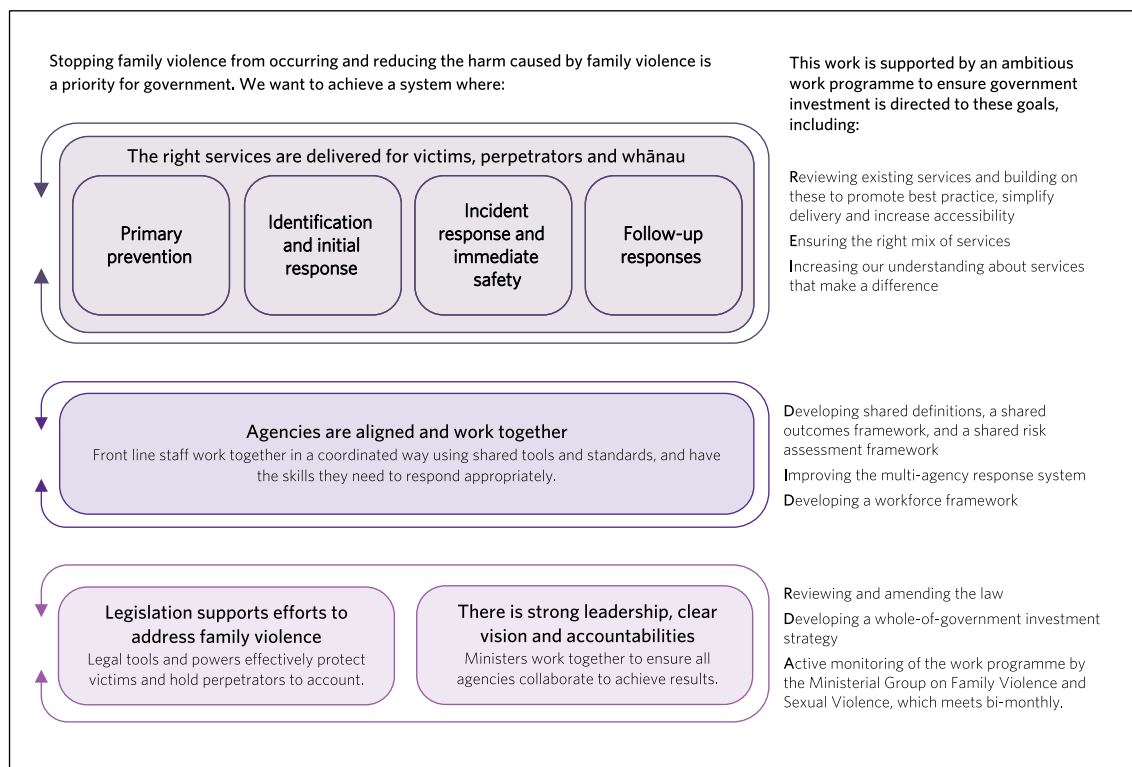 Stopping family violence from occurring and reducing the harm caused by family violence is
a priority for government. We want to achieve a system where:
The right services are delivered for victims, perpetrators and whānau
Primary
prevention
Identification
and initial
response
Incident
response and
immediate
safety
Follow-up
responses
Agencies are aligned and work together
Front line staff work together in a coordinated way using shared tools and standards, and have
the skills they need to respond appropriately.
Legislation supports efforts to
address family violence
Legal tools and powers effectively protect
victims and hold perpetrators to account.
There is strong leadership, clear
vision and accountabilities
Ministers work together to ensure all
agencies collaborate to achieve results.
This work is supported by an ambitious
work programme to ensure government
investment is directed to these goals,
including:
Reviewing existing services and building on
these to promote best practice, simplify
delivery and increase accessibility
Ensuring the right mix of services
Increasing our understanding about services
that make a difference
Developing shared definitions, a shared
outcomes framework, and a shared risk
assessment framework
Improving the multi-agency response system
Developing a workforce framework
Reviewing and amending the law
Developing a whole-of-government investment
strategy
Active monitoring of the work programme by
the Ministerial Group on Family Violence and
Sexual Violence, which meets bi-monthly.